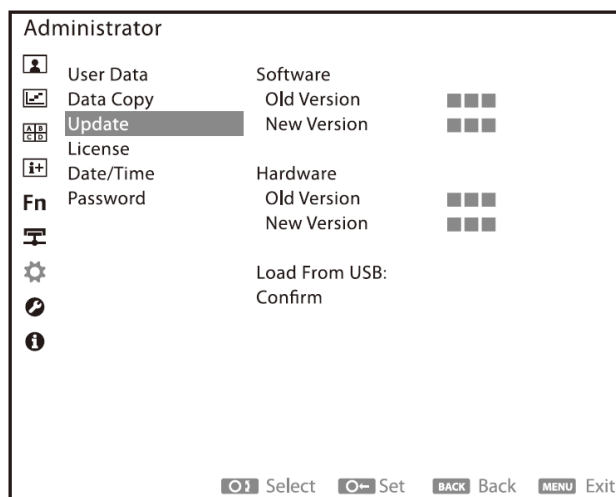 Administrator
User Data
Data Copy
Update
License
Date/Time
Password
A B
C D
i+
Fn
i
Software
Old Version
New Version
Hardware
Old Version
New Version
Load From USB:
Confirm
Select Set BACK Back MENU Exit